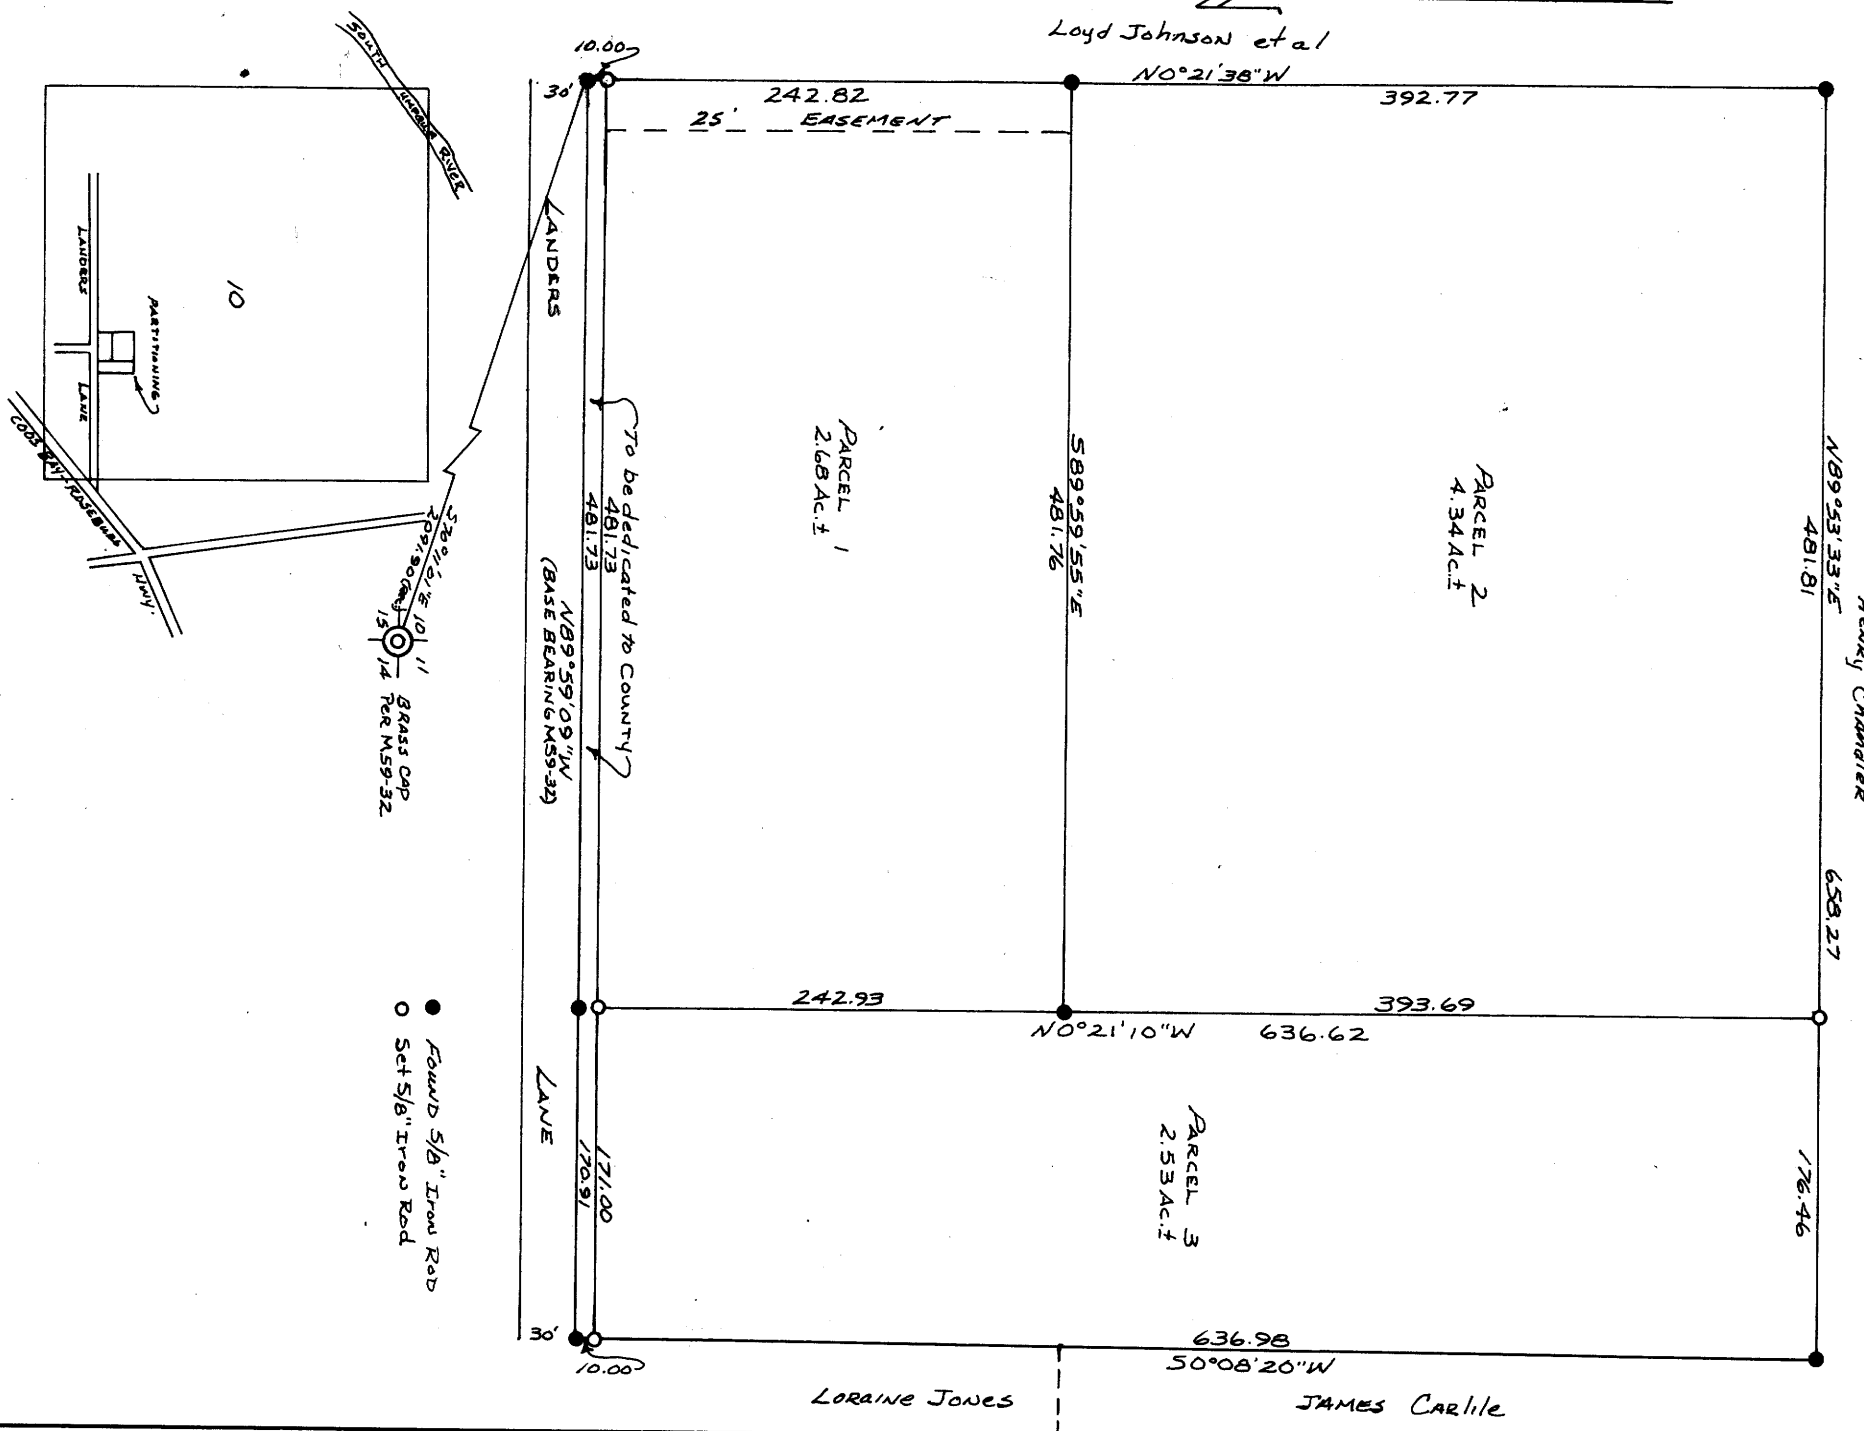 Loyd Johnson et al
10.00
N0°21'38"W
30'
242.82
392.77
25' EASEMENT
SOUTH UMPQUA RIVER
10
LANDERS
LANE
PARTITIONING
COOS BAY-ROSEBURG
HWY.
LANDERS
LANE
To be dedicated to County
481.73
481.73
N89°59'09"W
(BASE BEARING M59-32)
PARCEL 1
2.68 Ac.±
S89°59'55"E
481.76
PARCEL 2
4.34 Ac.±
N89°53'33"E
481.81
658.27
Henry Chandler
S70°11'01"E
2091.90
10
11
15
14
BRASS CAP
Per M59-32
242.93
393.69
N0°21'10"W
636.62
PARCEL 3
2.53 Ac.±
176.46
171.00
170.91
Found 5/8" Iron Rod
Set 5/8" Iron Rod
30'
10.00
636.98
S0°08'20"W
Loraine Jones
James Carlile